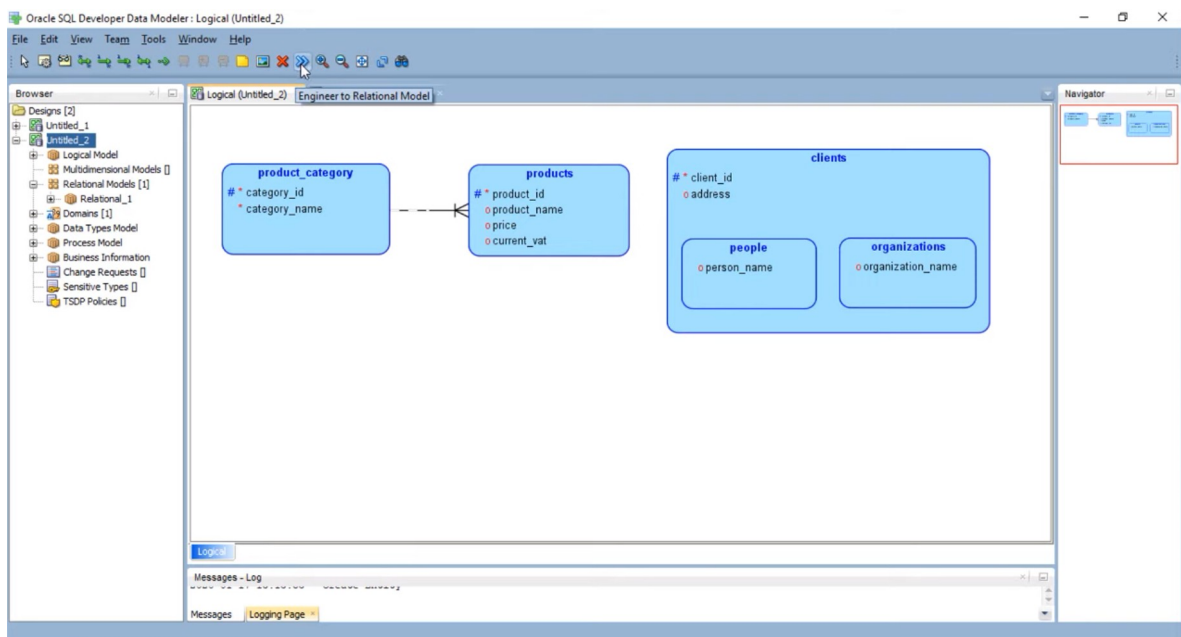 Oracle SQL Developer Data Modeler : Logical (Untitled_2)
File Edit View Team Tools Window Help
Browser
Designs [2]
Untitled_1
Untitled_2
Logical Model
Multidimensional Models []
Relational Models [1]
Relational_1
Domains [1]
Data Types Model
Process Model
Business Information
Change Requests []
Sensitive Types []
TSDP Policies []
Logical (Untitled_2)
Engineer to Relational Model
product_category
# * category_id
* category_name
products
# * product_id
o product_name
o price
o current_vat
clients
# * client_id
o address
people
o person_name
organizations
o organization_name
Logical
Messages - Log
Messages Logging Page
Navigator